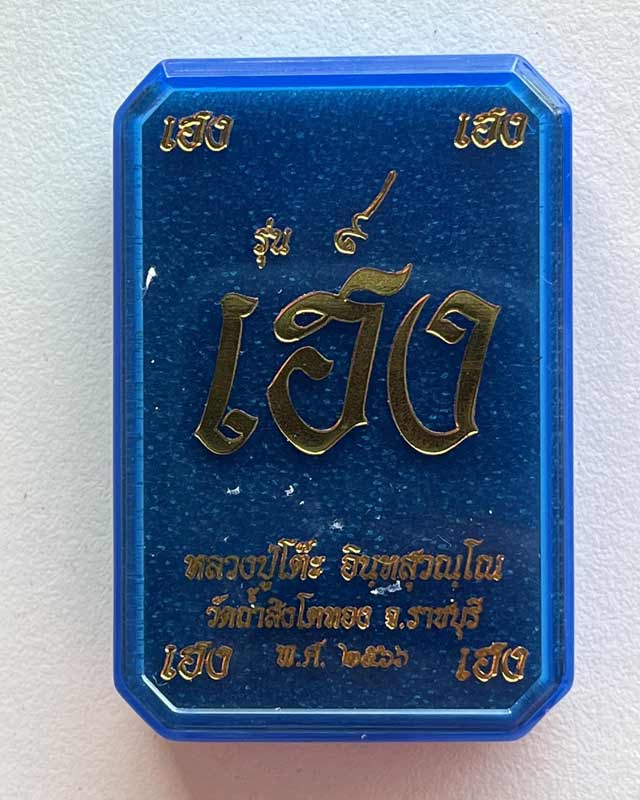 เฮง เฮง
รุ่น ๙
เฮง
หลวงปู่โต๊ะ อินฺทสุวณฺโณ
วัดถ้ำสิงโตทอง จ.ราชบุรี
เฮง พ.ศ. ๒๕๖๖ เฮง